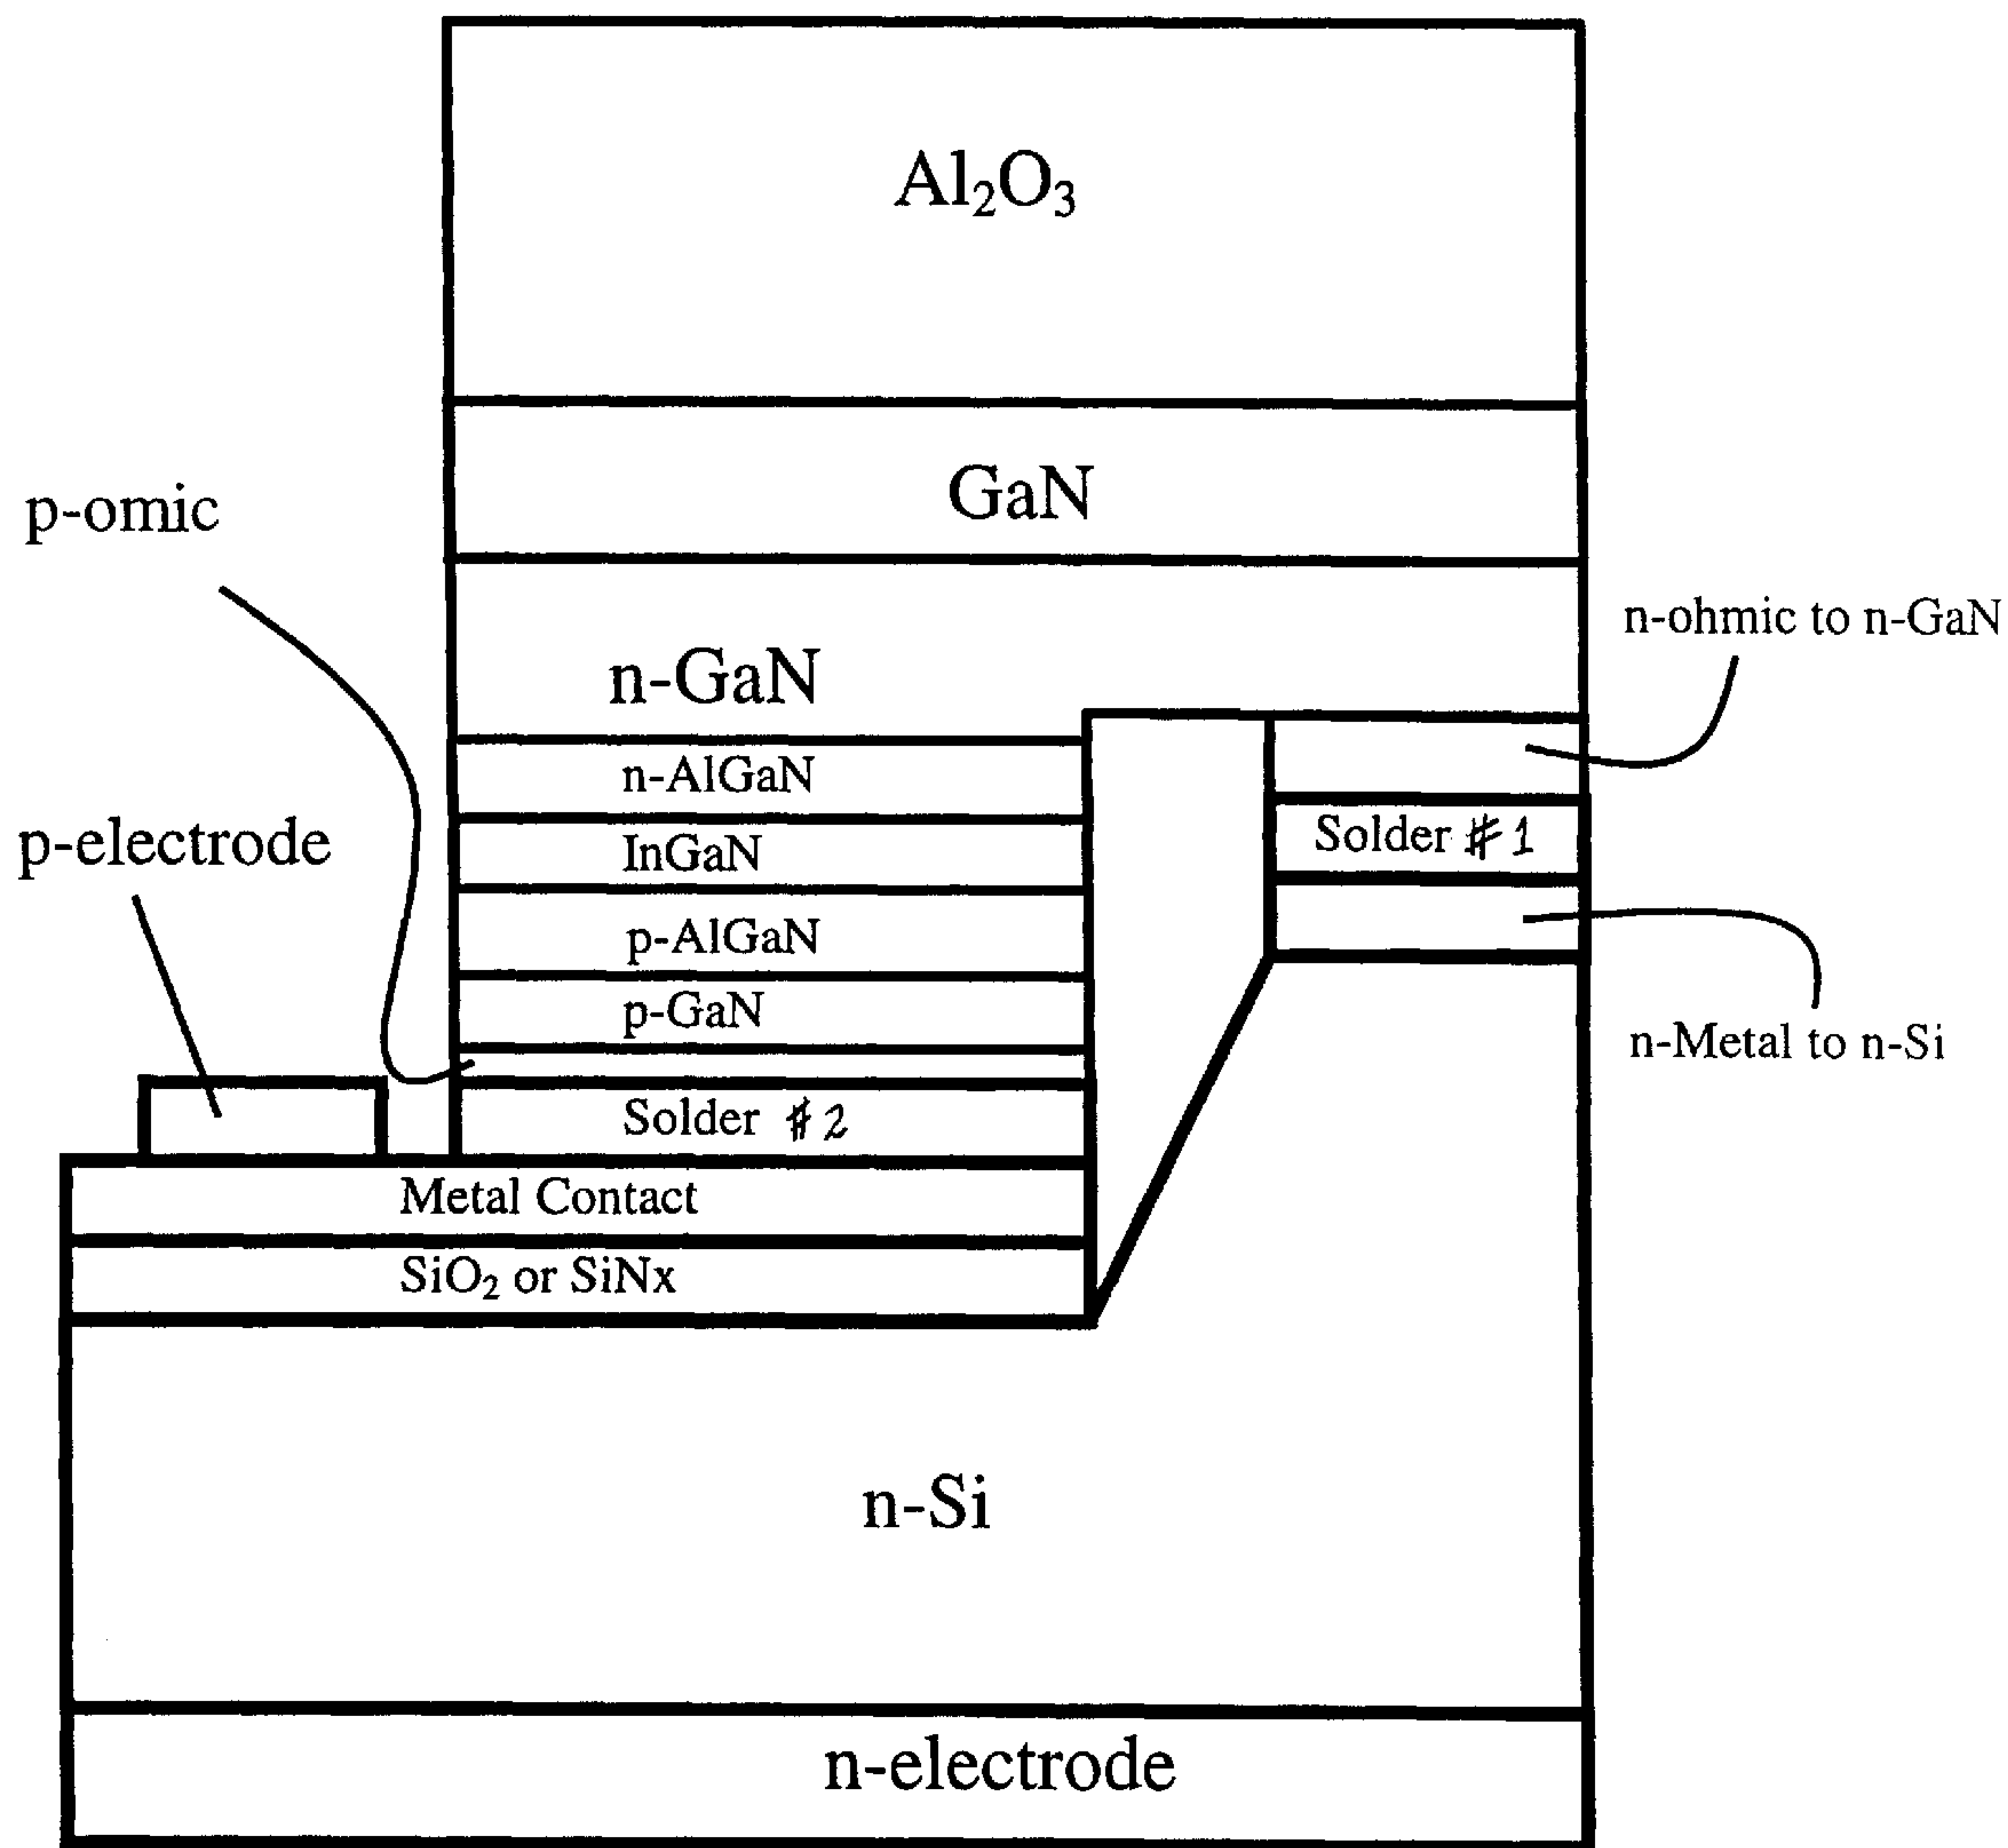 Al₂O₃
GaN
p-omic
n-ohmic to n-GaN
n-GaN
n-AlGaN
p-electrode
Solder #1
InGaN
p-AlGaN
p-GaN
n-Metal to n-Si
Solder #2
Metal Contact
SiO₂ or SiNx
n-Si
n-electrode